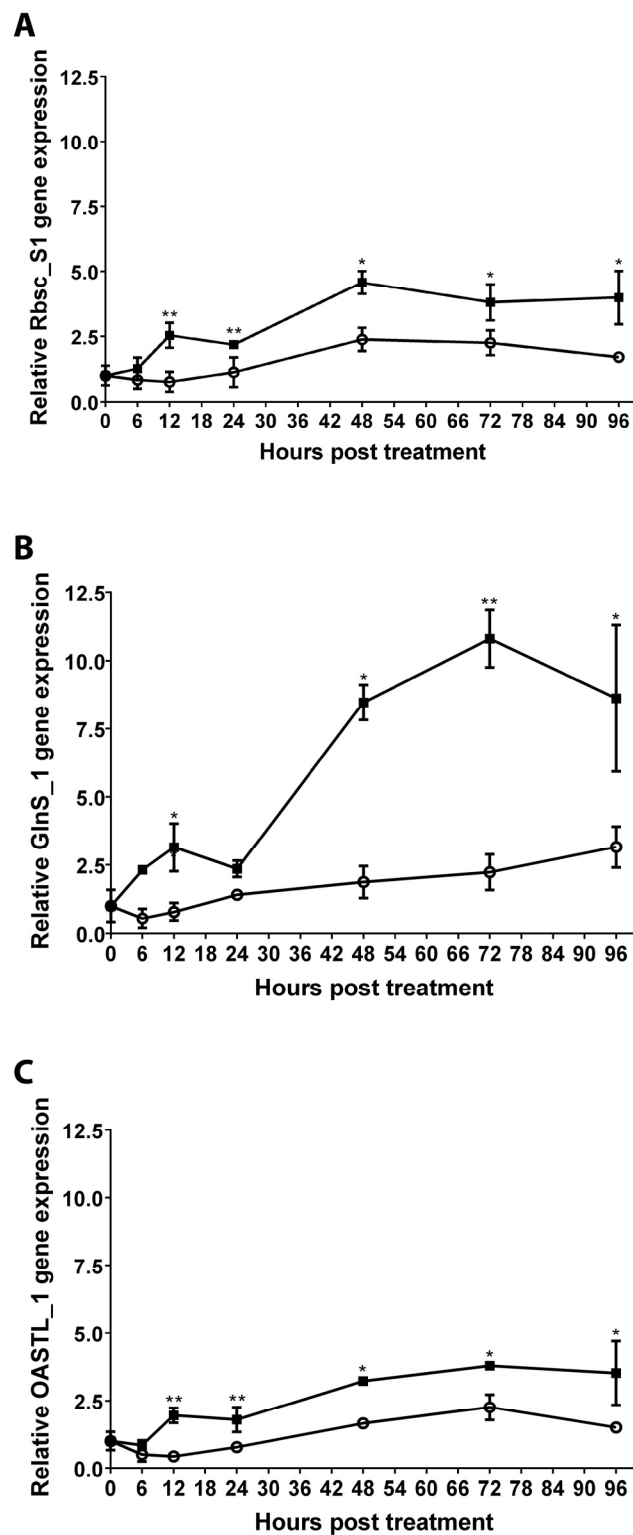 A
Relative Rbsc_S1 gene expression
12.5
10.0
7.5
5.0
2.5
0.0
** ** * * *
0 6 12 18 24 30 36 42 48 54 60 66 72 78 84 90 96
Hours post treatment
B
Relative GlnS_1 gene expression
12.5
10.0
7.5
5.0
2.5
0.0
* * ** *
0 6 12 18 24 30 36 42 48 54 60 66 72 78 84 90 96
Hours post treatment
C
Relative OASTL_1 gene expression
12.5
10.0
7.5
5.0
2.5
0.0
** ** * * *
0 6 12 18 24 30 36 42 48 54 60 66 72 78 84 90 96
Hours post treatment